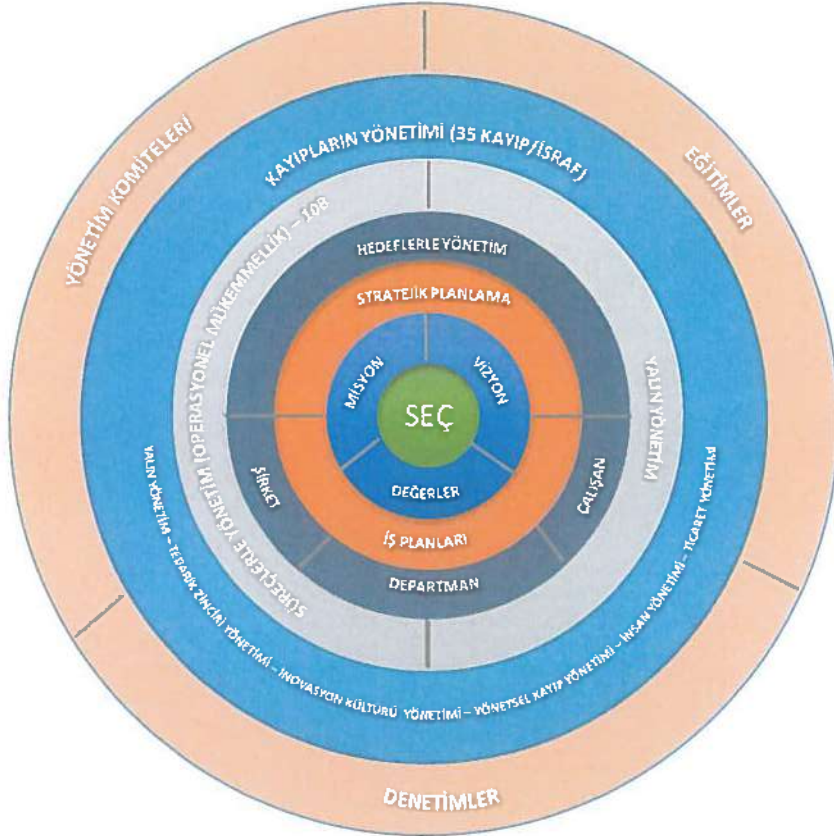 YÖNETİM KOMİTELERİ
EĞİTİMLER
KAYIPLARIN YÖNETİMİ (35 KAYIP/İSRAF)
SÜREÇLERLE YÖNETİM (OPERASYONEL MÜKEMMELLİK) – 108
YALIN YÖNETİM
HEDEFLERLE YÖNETİM
STRATEJİK PLANLAMA
MİSYON
VİZYON
SEÇ
DEĞERLER
ŞİRKET
ÇALIŞAN
İŞ PLANLARI
DEPARTMAN
YALIN YÖNETİM – TEDARİK ZİNCİRİ YÖNETİMİ – İNOVASYON KÜLTÜRÜ YÖNETİMİ – YÖNETSEL KAYIP YÖNETİMİ – İNSAN YÖNETİMİ – TİCARET YÖNETİMİ
DENETİMLER